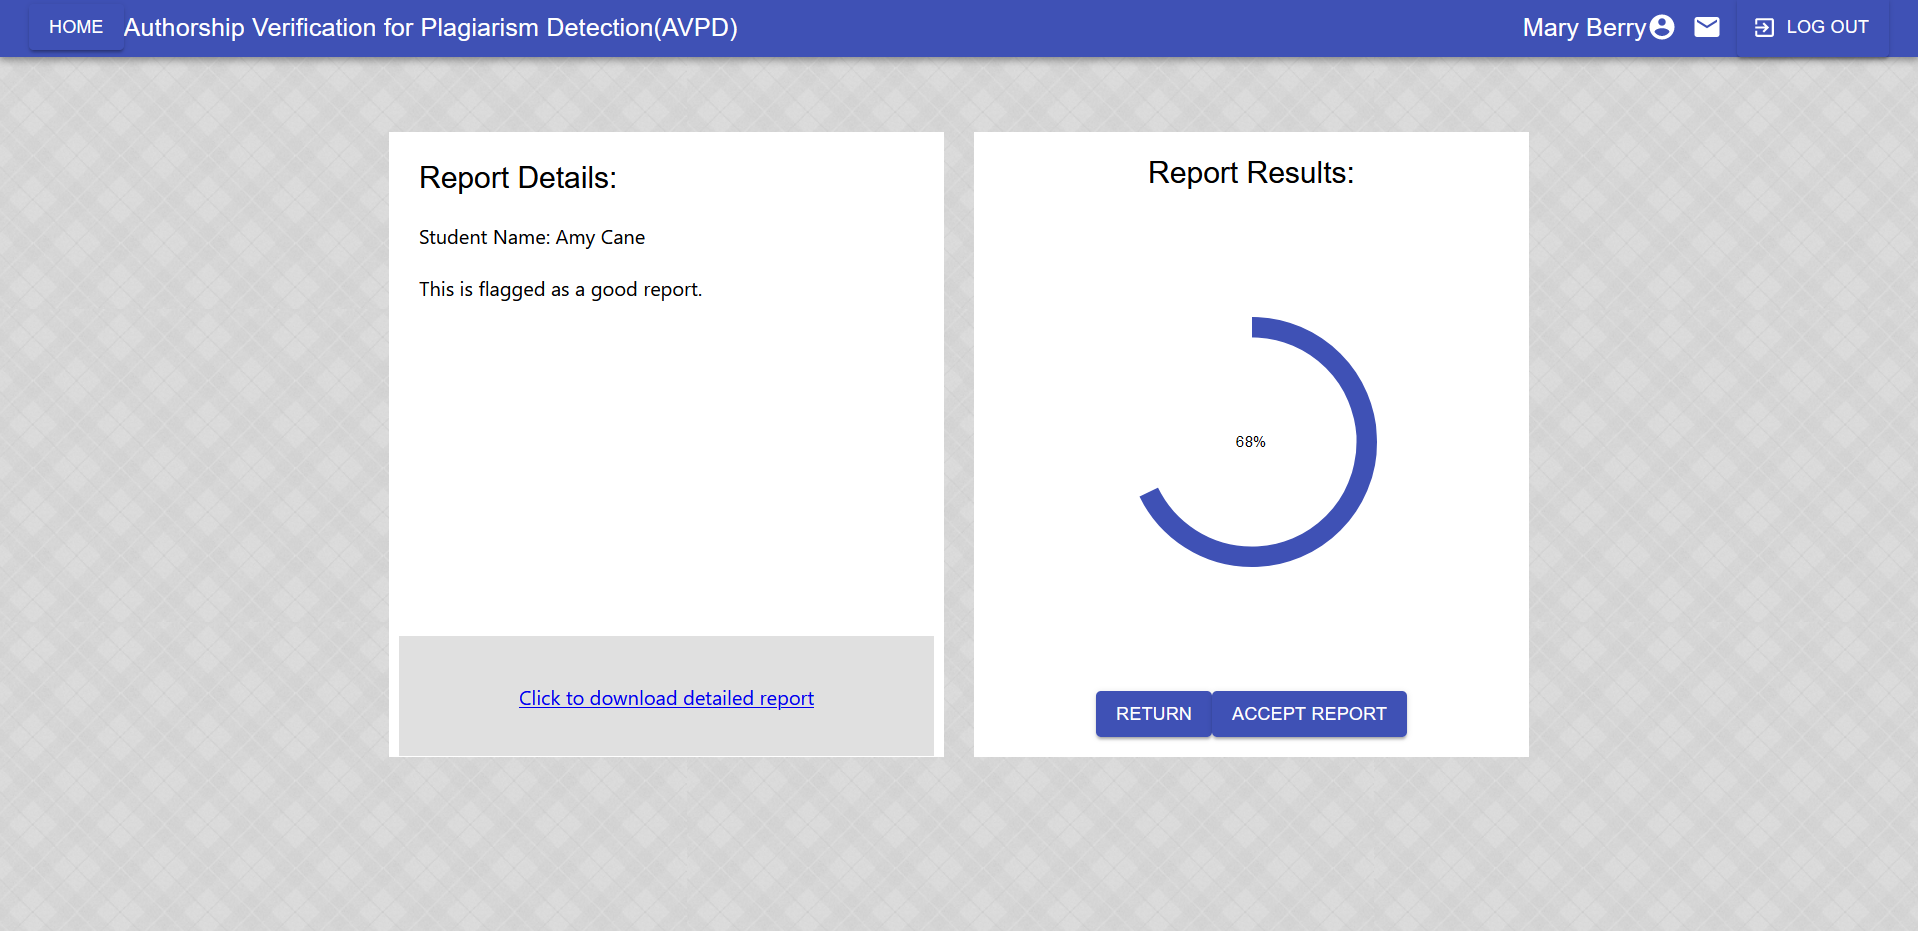 HOME Authorship Verification for Plagiarism Detection(AVPD) Mary Berry LOG OUT
Report Details:
Student Name: Amy Cane
This is flagged as a good report.
Click to download detailed report
Report Results:
68%
RETURN ACCEPT REPORT